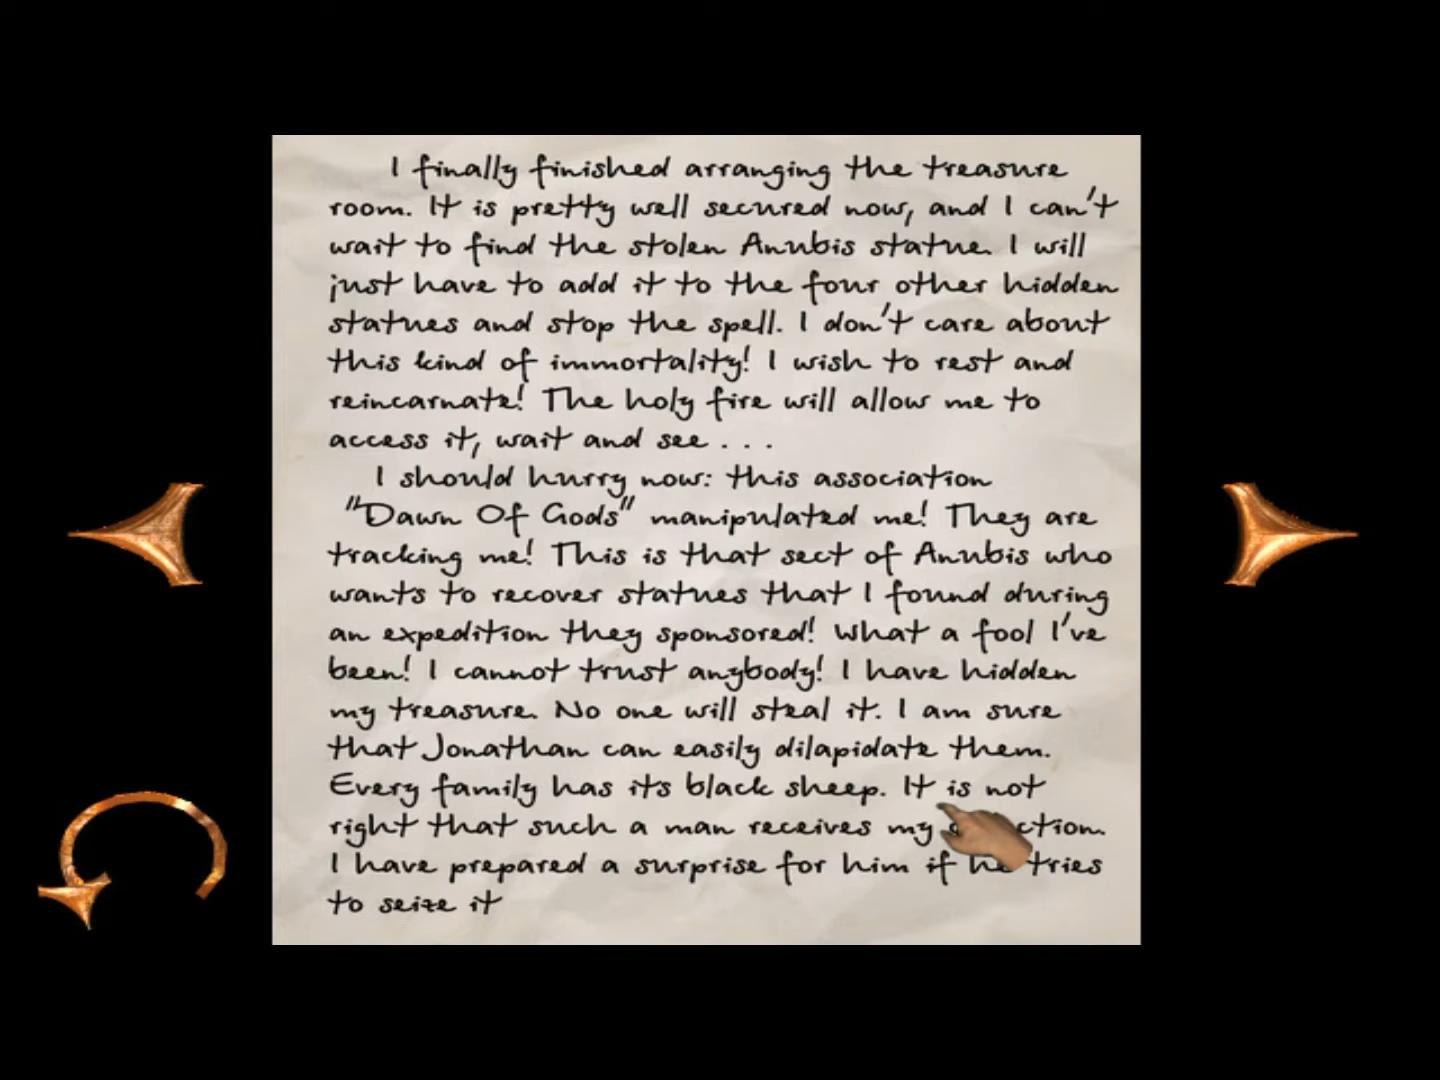 I finally finished arranging the treasure
room. It is pretty well secured now, and I can't
wait to find the stolen Anubis statue. I will
just have to add it to the four other hidden
statues and stop the spell. I don't care about
this kind of immortality! I wish to rest and
reincarnate! The holy fire will allow me to
access it, wait and see . . .
I should hurry now: this association
"Dawn Of Gods" manipulated me! They are
tracking me! This is that sect of Anubis who
wants to recover statues that I found during
an expedition they sponsored! What a fool I've
been! I cannot trust anybody! I have hidden
my treasure. No one will steal it. I am sure
that Jonathan can easily dilapidate them.
Every family has its black sheep. It is not
right that such a man receives my
I have prepared a surprise for him if he tries
to seize it